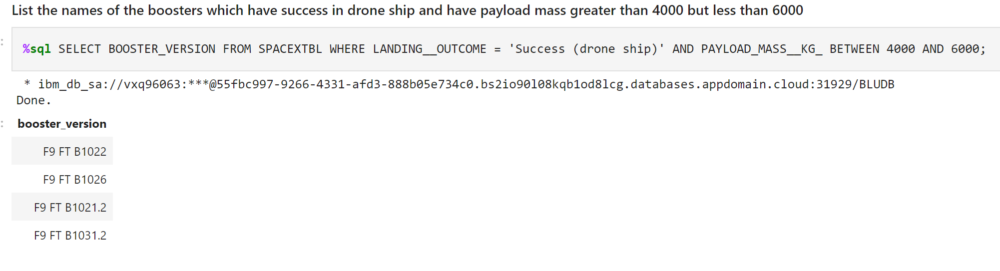 List the names of the boosters which have success in drone ship and have payload mass greater than 4000 but less than 6000
: %sql SELECT BOOSTER_VERSION FROM SPACEXTBL WHERE LANDING__OUTCOME = 'Success (drone ship)' AND PAYLOAD_MASS__KG_ BETWEEN 4000 AND 6000;
* ibm_db_sa://vxq96063:***@55fbc997-9266-4331-afd3-888b05e734c0.bs2io90l08kqb1od8lcg.databases.appdomain.cloud:31929/BLUDB
Done.
: booster_version
F9 FT B1022
F9 FT B1026
F9 FT B1021.2
F9 FT B1031.2